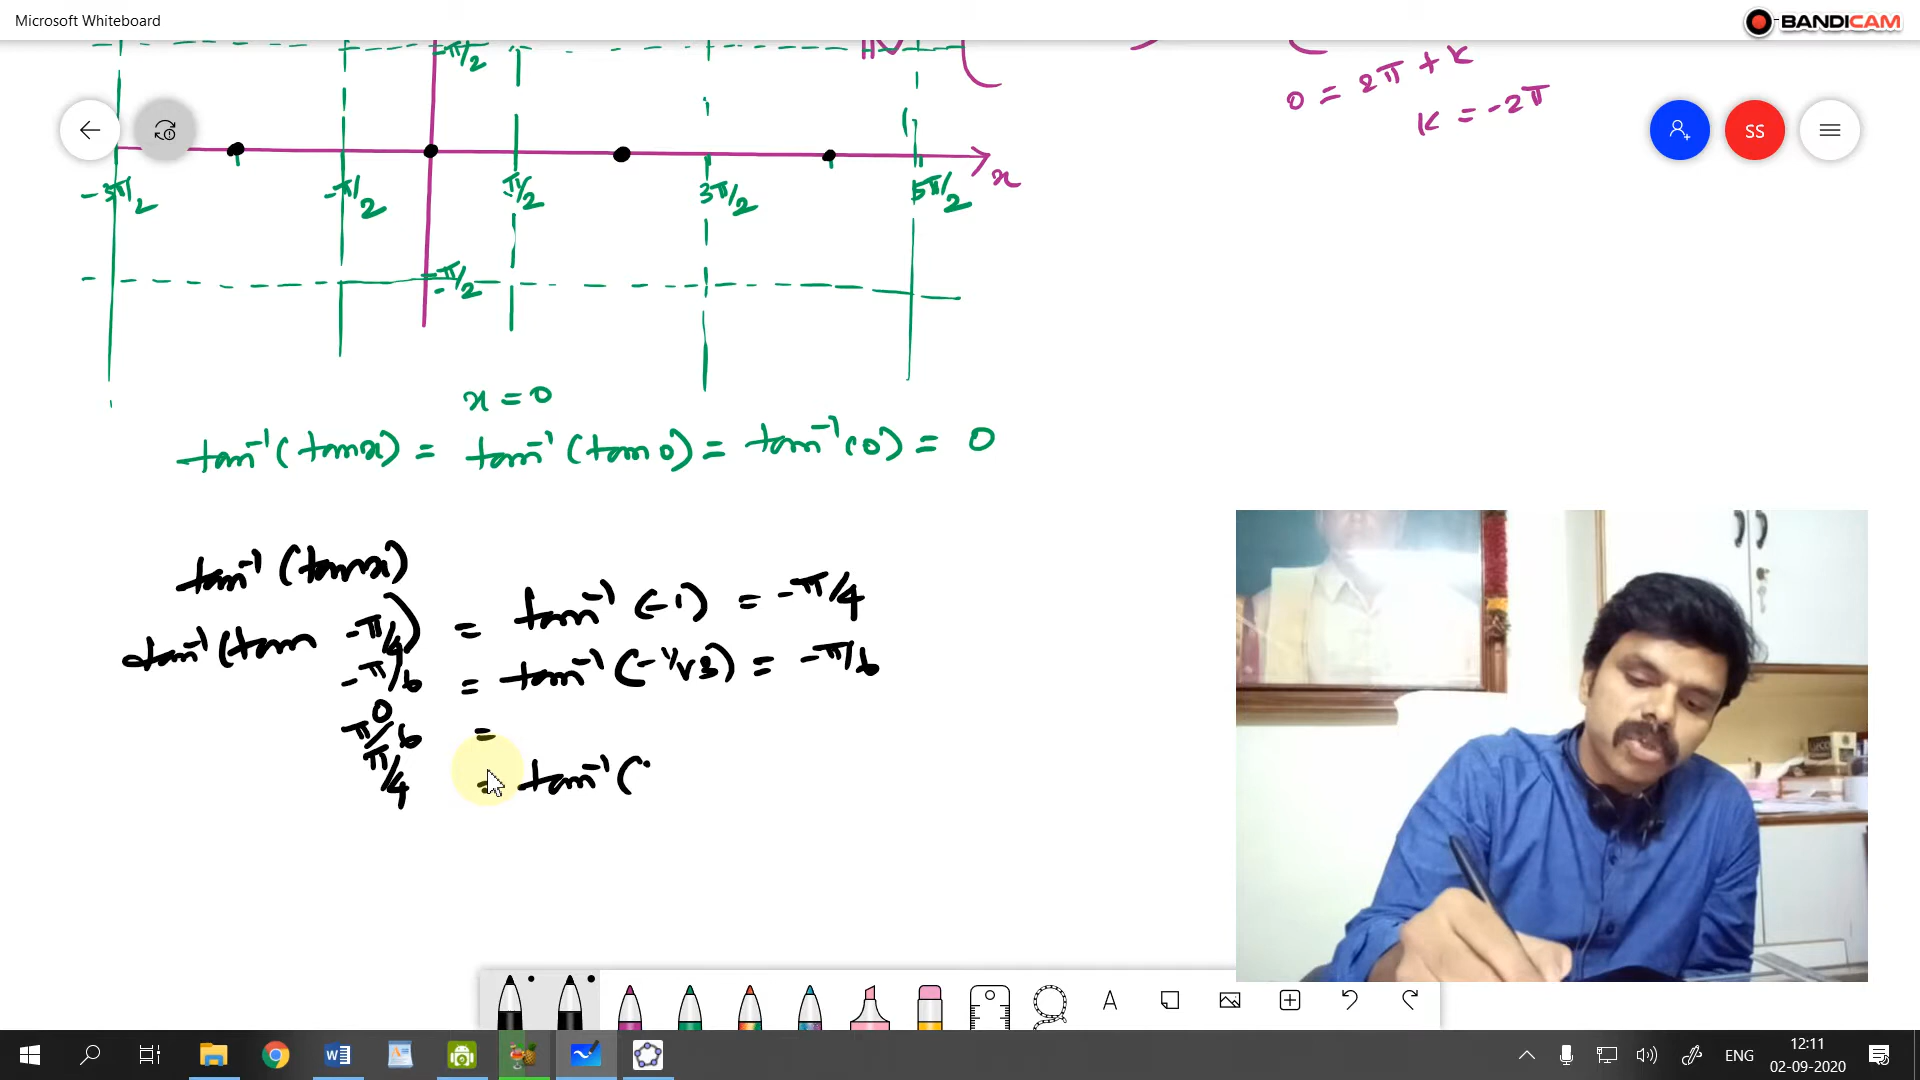 Microsoft Whiteboard
BANDICAM
-π/2
0 = 2π + k
k = -2π
SS
x
-3π/2 -π/2 π/2 3π/2 5π/2
-π/2
x = 0
tan⁻¹(tanx) = tan⁻¹(tan 0) = tan⁻¹(0) = 0
tan⁻¹(tanx)
tan⁻¹(tan -π/4) = tan⁻¹(-1) = -π/4
-π/6 = tan⁻¹(-1/√3) = -π/6
0
π/6 =
π/4 = tan⁻¹(
ENG
12:11
02-09-2020